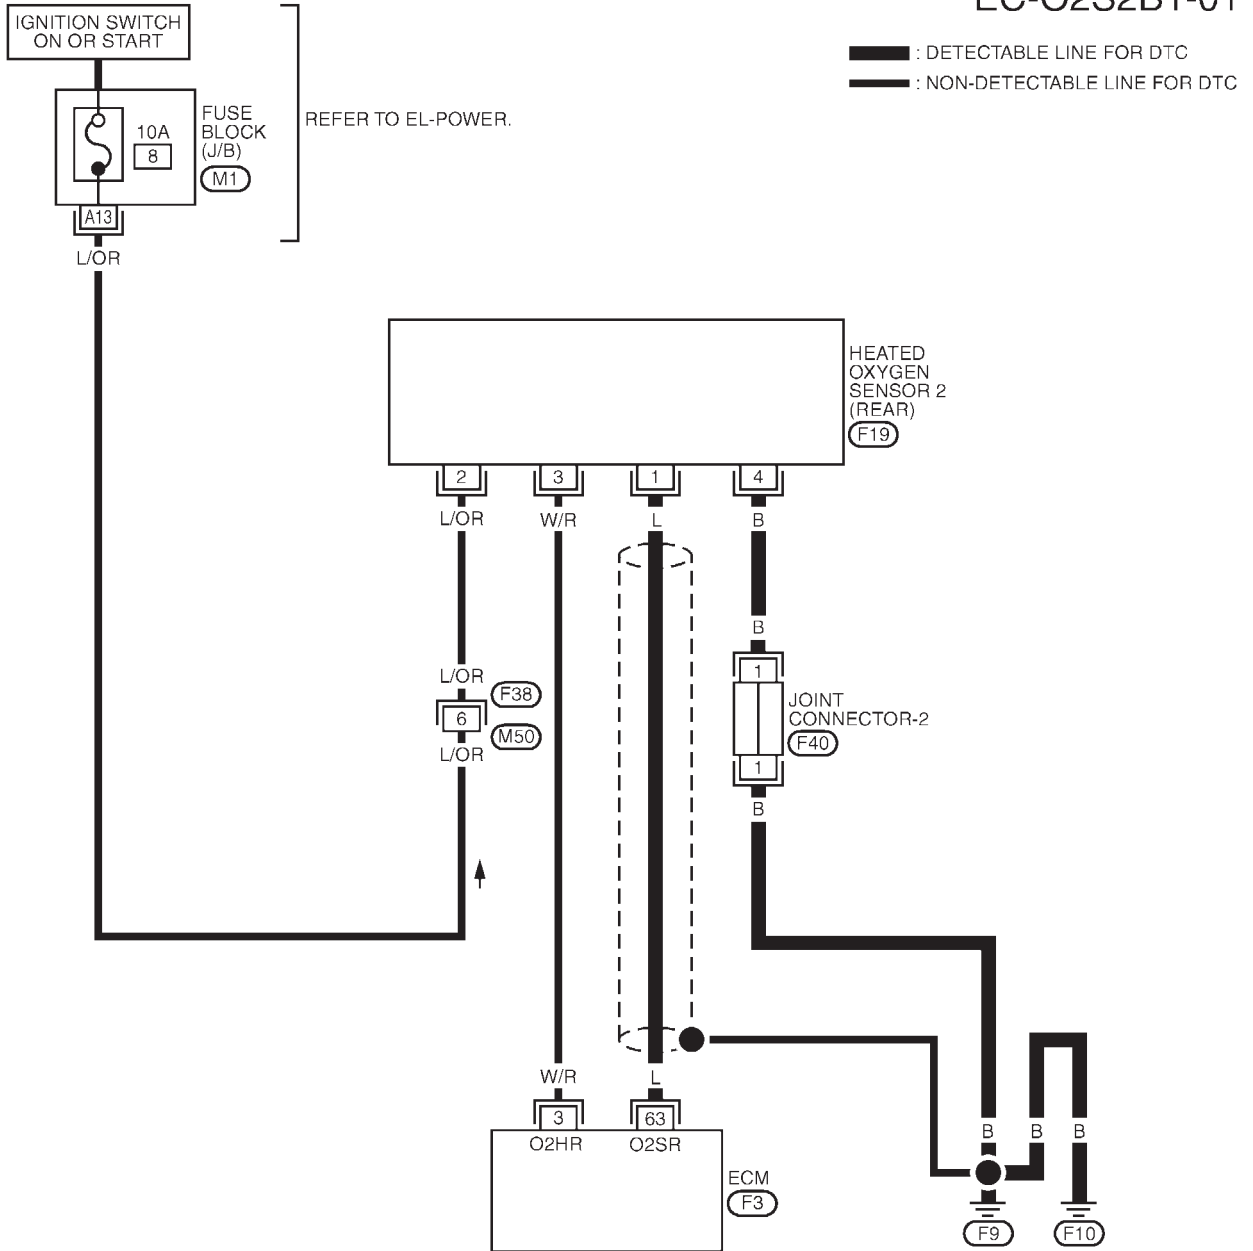 EC-O2S2B1-01
IGNITION SWITCH
ON OR START
: DETECTABLE LINE FOR DTC
: NON-DETECTABLE LINE FOR DTC
10A
8
FUSE
BLOCK
(J/B)
M1
REFER TO EL-POWER.
A13
L/OR
HEATED
OXYGEN
SENSOR 2
(REAR)
F19
2 3 1 4
L/OR W/R L B
B
L/OR
F38
6
M50
L/OR
1
JOINT
CONNECTOR-2
F40
1
B
W/R L
3 63
O2HR O2SR
ECM
F3
B B B
F9 F10